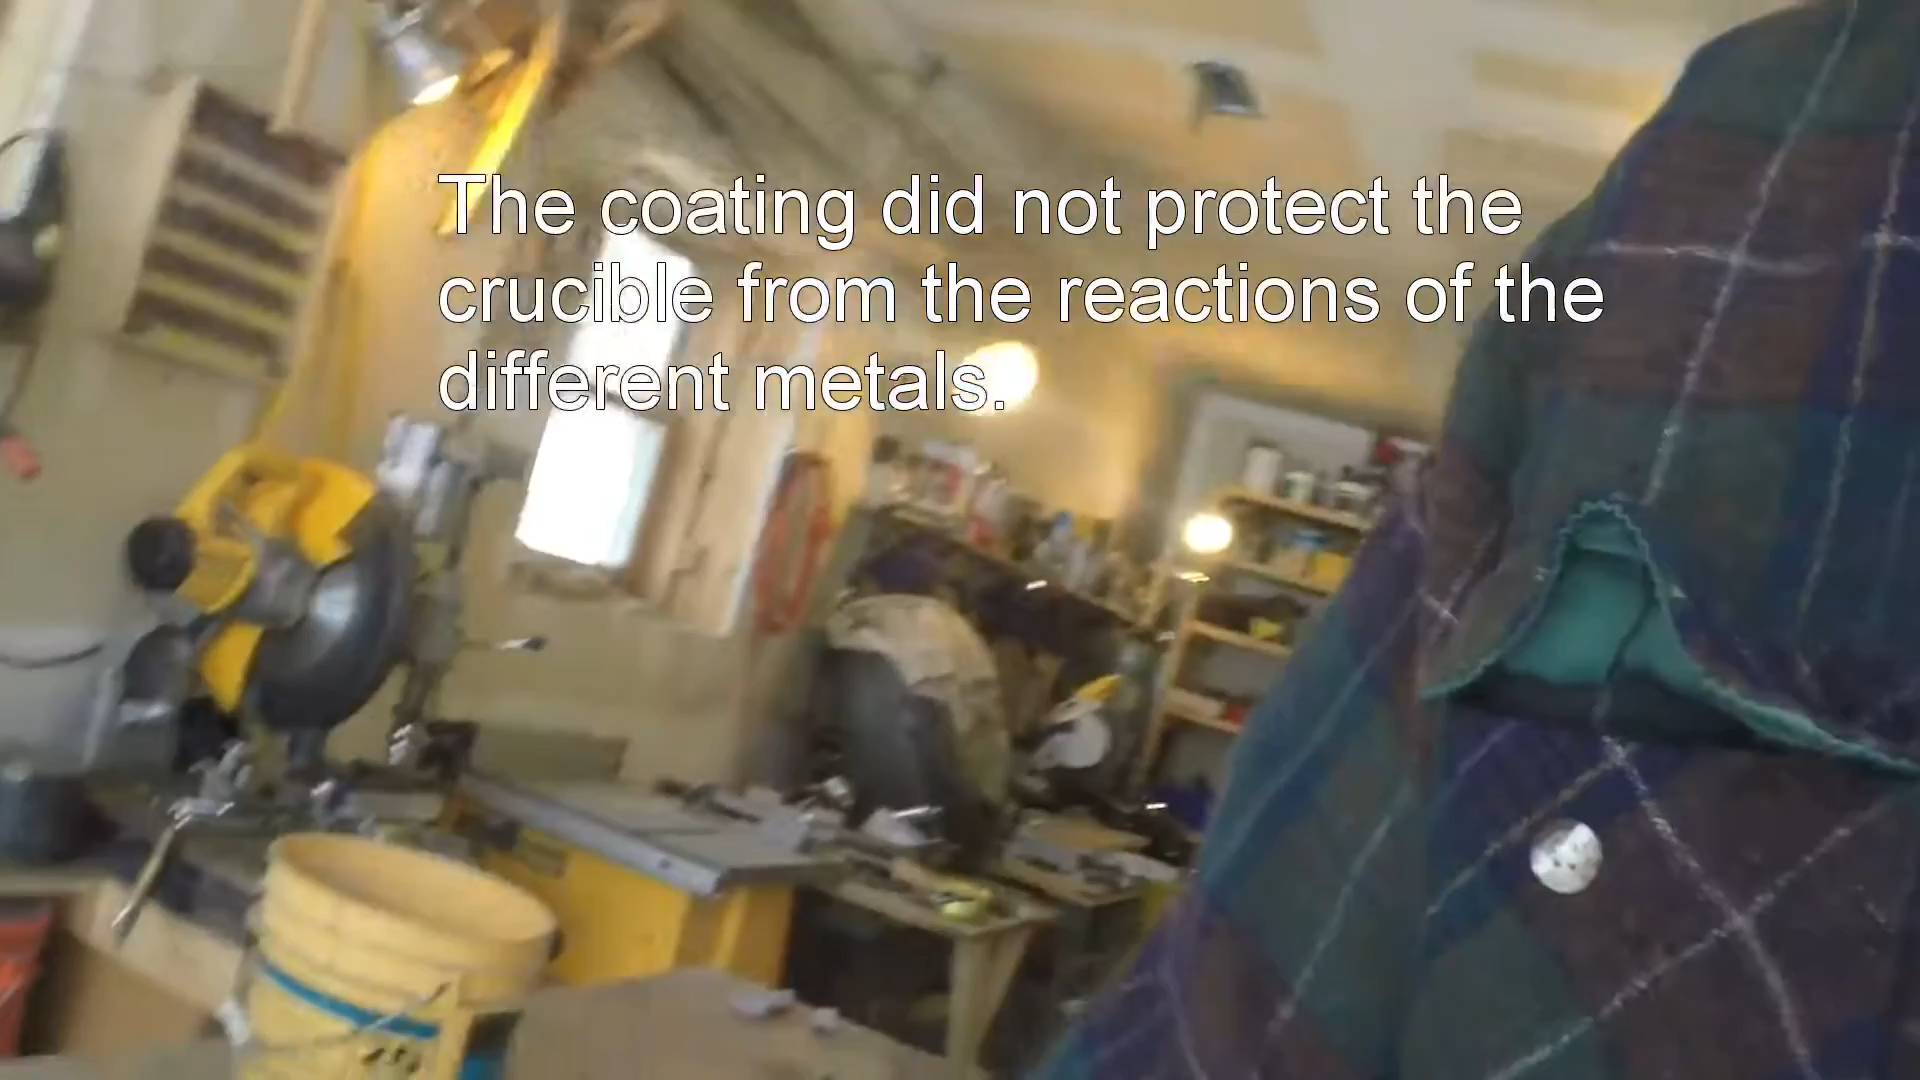 The coating did not protect the
crucible from the reactions of the
different metals.